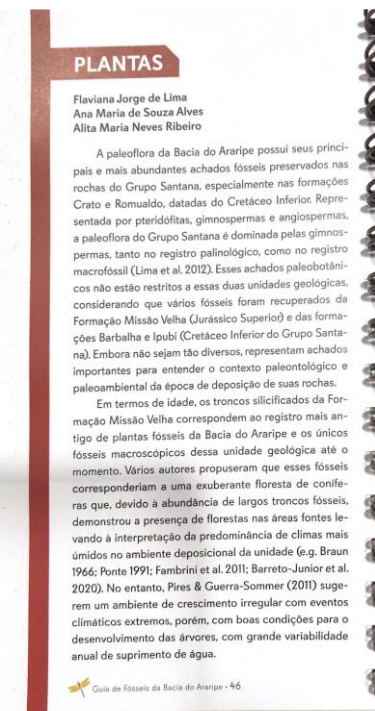 PLANTAS
Flaviana Jorge de Lima
Ana Maria de Souza Alves
Alita Maria Neves Ribeiro
A paleoflora da Bacia do Araripe possui seus princi-
pais e mais abundantes achados fósseis preservados nas
rochas do Grupo Santana, especialmente nas formações
Crato e Romualdo, datadas do Cretáceo Inferior. Repre-
sentada por pteridófitas, gimnospermas e angiospermas,
a paleoflora do Grupo Santana é dominada pelas gimnos-
permas, tanto no registro palinológico, como no registro
macrofóssil (Lima et al. 2012). Esses achados paleobotâni-
cos não estão restritos a essas duas unidades geológicas,
considerando que vários fósseis foram recuperados da
Formação Missão Velha (Jurássico Superior) e das forma-
ções Barbalha e Ipubi (Cretáceo Inferior do Grupo Santa-
na). Embora não sejam tão diversos, representam achados
importantes para entender o contexto paleontológico e
paleoambiental da época de deposição de suas rochas.
Em termos de idade, os troncos silicificados da For-
mação Missão Velha correspondem ao registro mais an-
tigo de plantas fósseis da Bacia do Araripe e os únicos
fósseis macroscópicos dessa unidade geológica até o
momento. Vários autores propuseram que esses fósseis
corresponderiam a uma exuberante floresta de conífe-
ras que, devido à abundância de largos troncos fósseis,
demonstrou a presença de florestas nas áreas fontes le-
vando à interpretação da predominância de climas mais
úmidos no ambiente deposicional da unidade (e.g. Braun
1966; Ponte 1991; Fambrini et al. 2011; Barreto-Junior et al.
2020). No entanto, Pires & Guerra-Sommer (2011) suge-
rem um ambiente de crescimento irregular com eventos
climáticos extremos, porém, com boas condições para o
desenvolvimento das árvores, com grande variabilidade
anual de suprimento de água.
Guia de Fósseis da Bacia do Araripe • 46